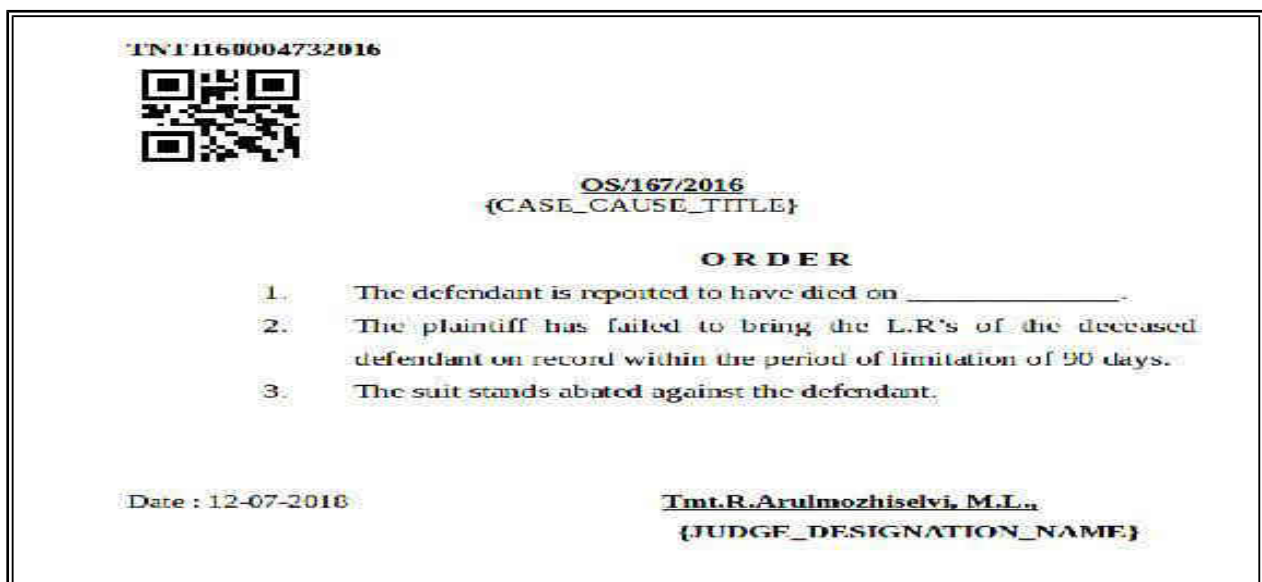 TNTI160004732016
OS/167/2016
{CASE_CAUSE_TITLE}
O R D E R
1. The defendant is reported to have died on _______________.
2. The plaintiff has failed to bring the L.R's of the deceased
defendant on record within the period of limitation of 90 days.
3. The suit stands abated against the defendant.
Date : 12-07-2018
Tmt.R.Arulmozhiselvi, M.L.,
{JUDGE_DESIGNATION_NAME}